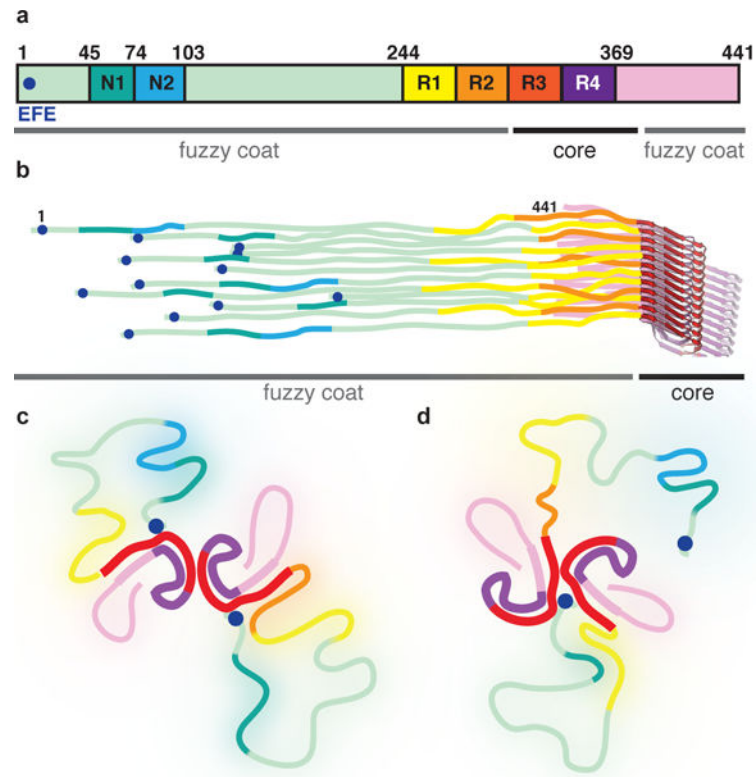 a
1 45 74 103 244 369 441
N1 N2 R1 R2 R3 R4
EFE
fuzzy coat core fuzzy coat
b
1 441
fuzzy coat core
c d